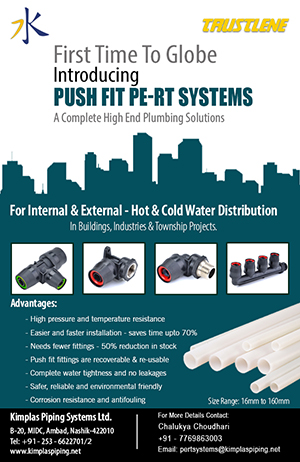 水
TRUSTLENE
First Time To Globe
Introducing
PUSH FIT PE-RT SYSTEMS
A Complete High End Plumbing Solutions
For Internal & External - Hot & Cold Water Distribution
In Buildings, Industries & Township Projects.
Advantages:
- High pressure and temperature resistance
- Easier and faster installation - saves time upto 70%
- Needs fewer fittings - 50% reduction in stock
- Push fit fittings are recoverable & re-usable
- Complete water tightness and no leakages
- Safer, reliable and environmental friendly
- Corrosion resistance and antifouling
Size Range: 16mm to 160mm
Kimplas Piping Systems Ltd.
B-20, MIDC, Ambad, Nashik-422010
Tel: +91 - 253 - 6622701/2
www.kimplaspiping.net
For More Details Contact:
Chalukya Choudhari
+91 - 7769863003
Email: pertsystems@kimplaspiping.net